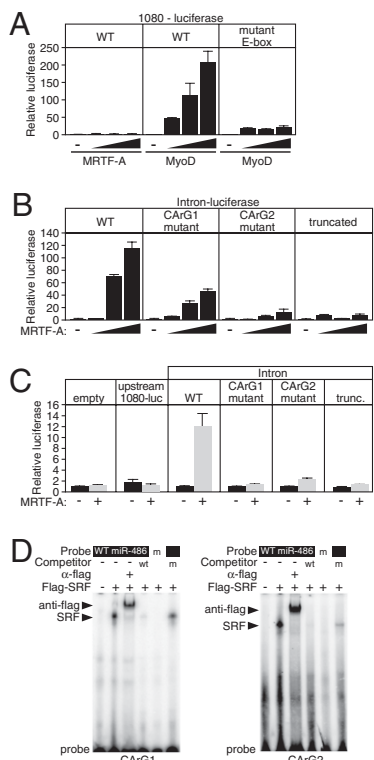 A
1080 - luciferase
WT WT mutant E-box
Relative luciferase
250
200
150
100
50
0
- - -
MRTF-A MyoD MyoD
B
Intron-luciferase
WT CArG1 mutant CArG2 mutant truncated
Relative luciferase
140
120
100
80
60
40
20
0
MRTF-A: - - - -
C
Intron
empty upstream 1080-luc WT CArG1 mutant CArG2 mutant trunc.
Relative luciferase
16
14
12
10
8
6
4
2
0
MRTF-A: - + - + - + - + - + - +
D
Probe WT miR-486 m
Competitor - - - wt m
α-flag - - +
Flag-SRF - + + + + +
anti-flag
SRF
probe
CArG1
Probe WT miR-486 m
Competitor - - - wt m
α-flag - - +
Flag-SRF - + + + + +
anti-flag
SRF
probe
CArG2